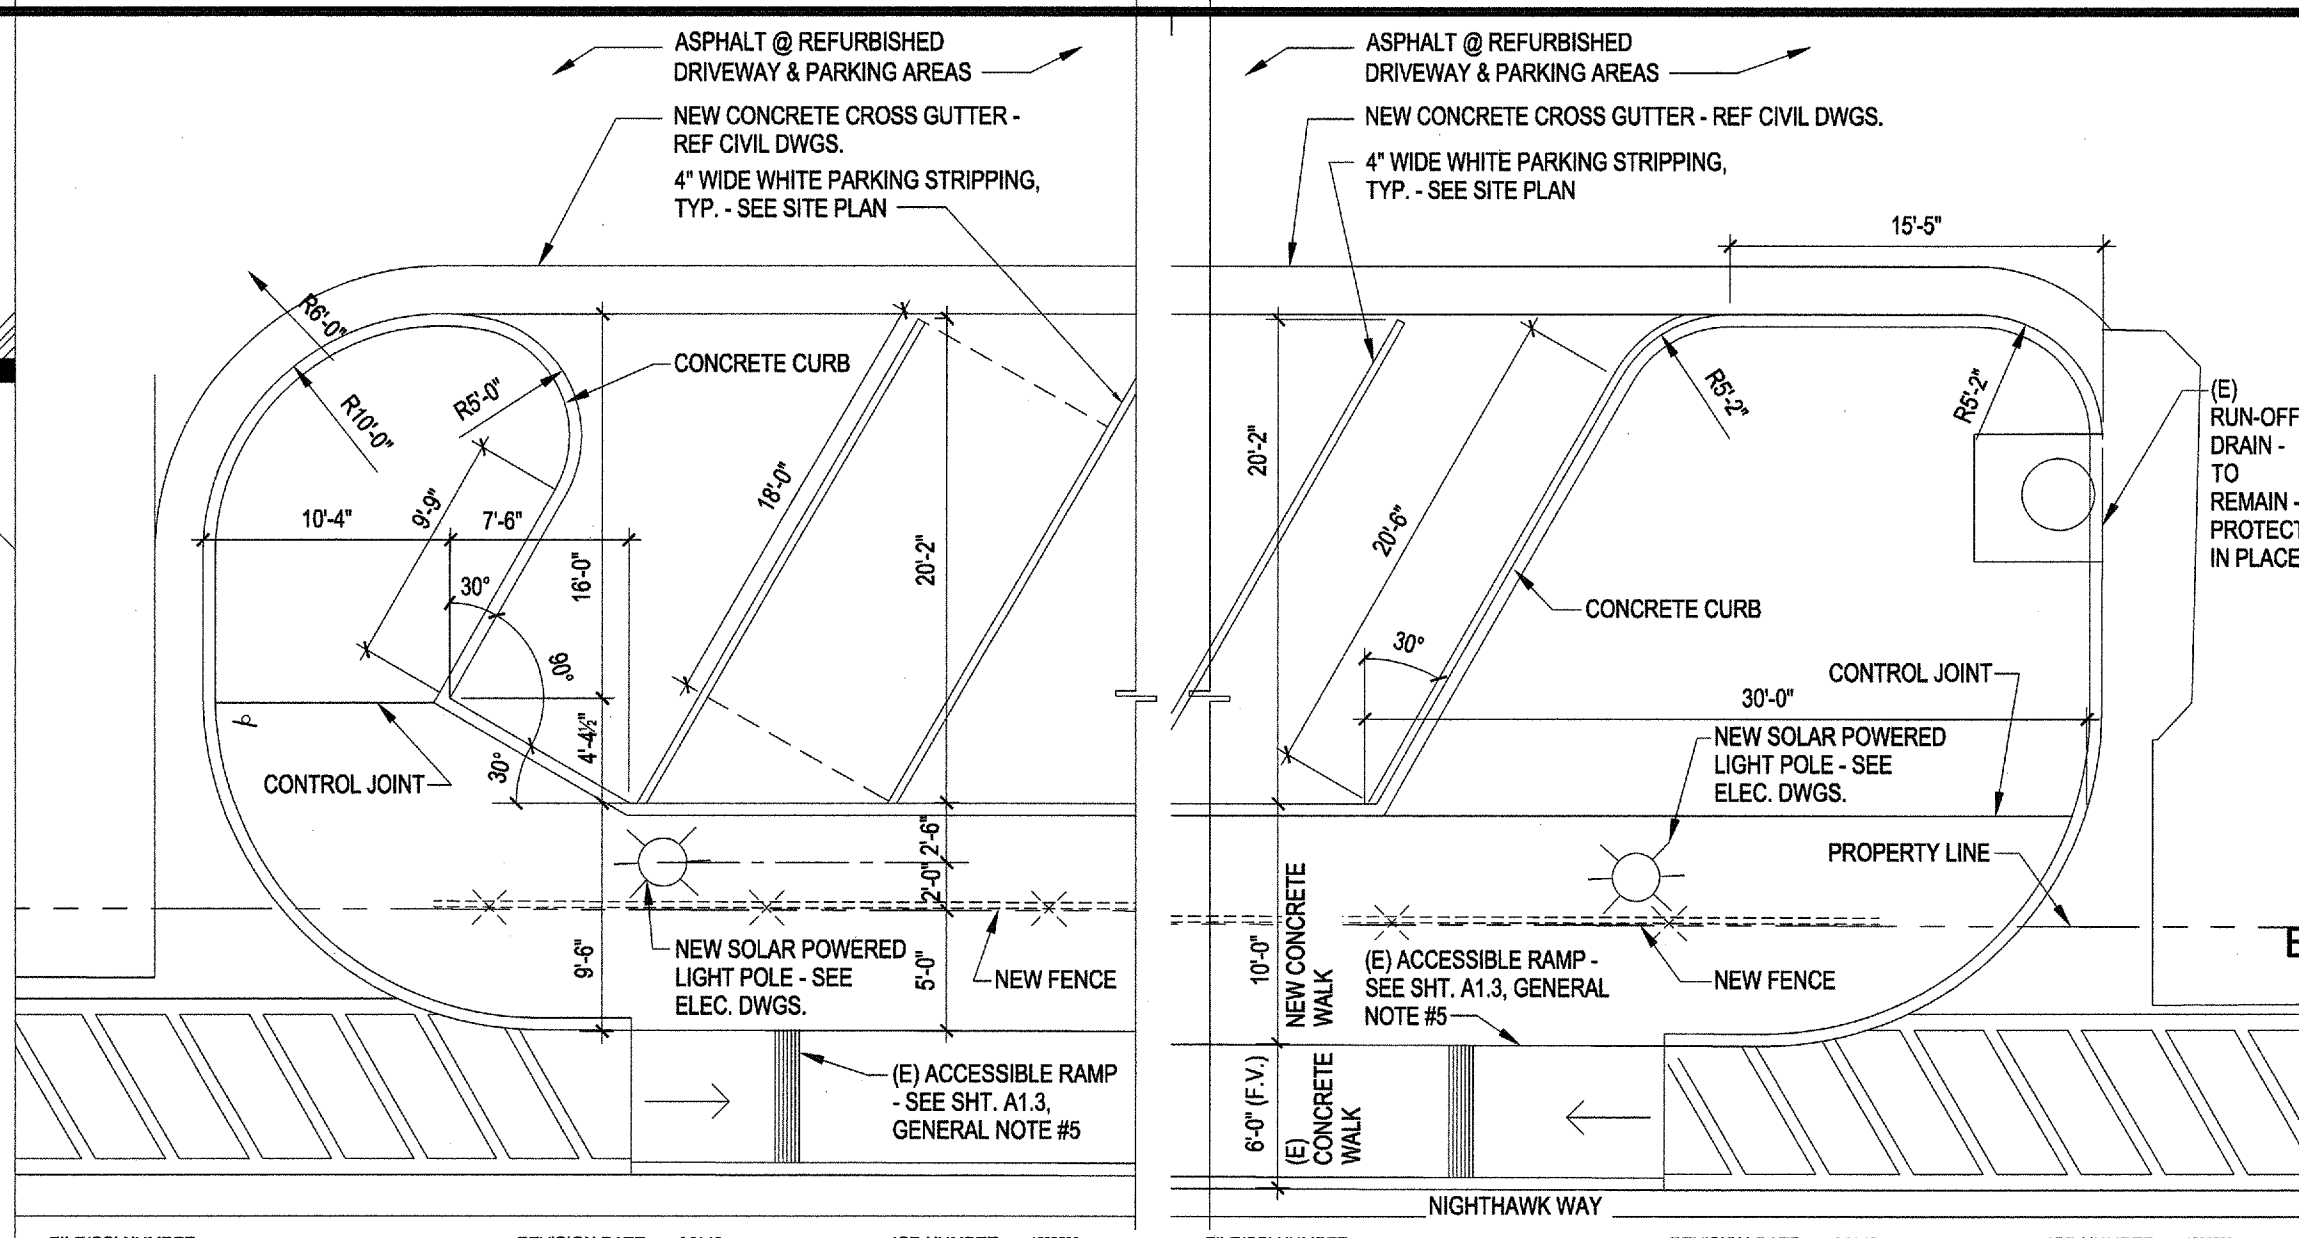 ASPHALT @ REFURBISHED
DRIVEWAY & PARKING AREAS
NEW CONCRETE CROSS GUTTER -
REF CIVIL DWGS.
4" WIDE WHITE PARKING STRIPPING,
TYP. - SEE SITE PLAN
R6'-0"
R10'-0"
R5'-0"
CONCRETE CURB
9'-9"
10'-4"
7'-6"
30°
16'-0"
90°
30°
4'-4½"
18'-0"
20'-2"
CONTROL JOINT
2'-6"
2'-0"
9'-6"
5'-0"
NEW SOLAR POWERED
LIGHT POLE - SEE
ELEC. DWGS.
NEW FENCE
(E) ACCESSIBLE RAMP
- SEE SHT. A1.3,
GENERAL NOTE #5
ASPHALT @ REFURBISHED
DRIVEWAY & PARKING AREAS
NEW CONCRETE CROSS GUTTER - REF CIVIL DWGS.
4" WIDE WHITE PARKING STRIPPING,
TYP. - SEE SITE PLAN
15'-5"
R5'-2"
R5'-2"
(E)
RUN-OFF
DRAIN -
TO
REMAIN -
PROTECT
IN PLACE
20'-2"
20'-6"
30°
CONCRETE CURB
CONTROL JOINT
30'-0"
NEW SOLAR POWERED
LIGHT POLE - SEE
ELEC. DWGS.
PROPERTY LINE
10'-0"
NEW CONCRETE
WALK
(E) ACCESSIBLE RAMP -
SEE SHT. A1.3, GENERAL
NOTE #5
NEW FENCE
6'-0" (F.V.)
(E)
CONCRETE
WALK
NIGHTHAWK WAY